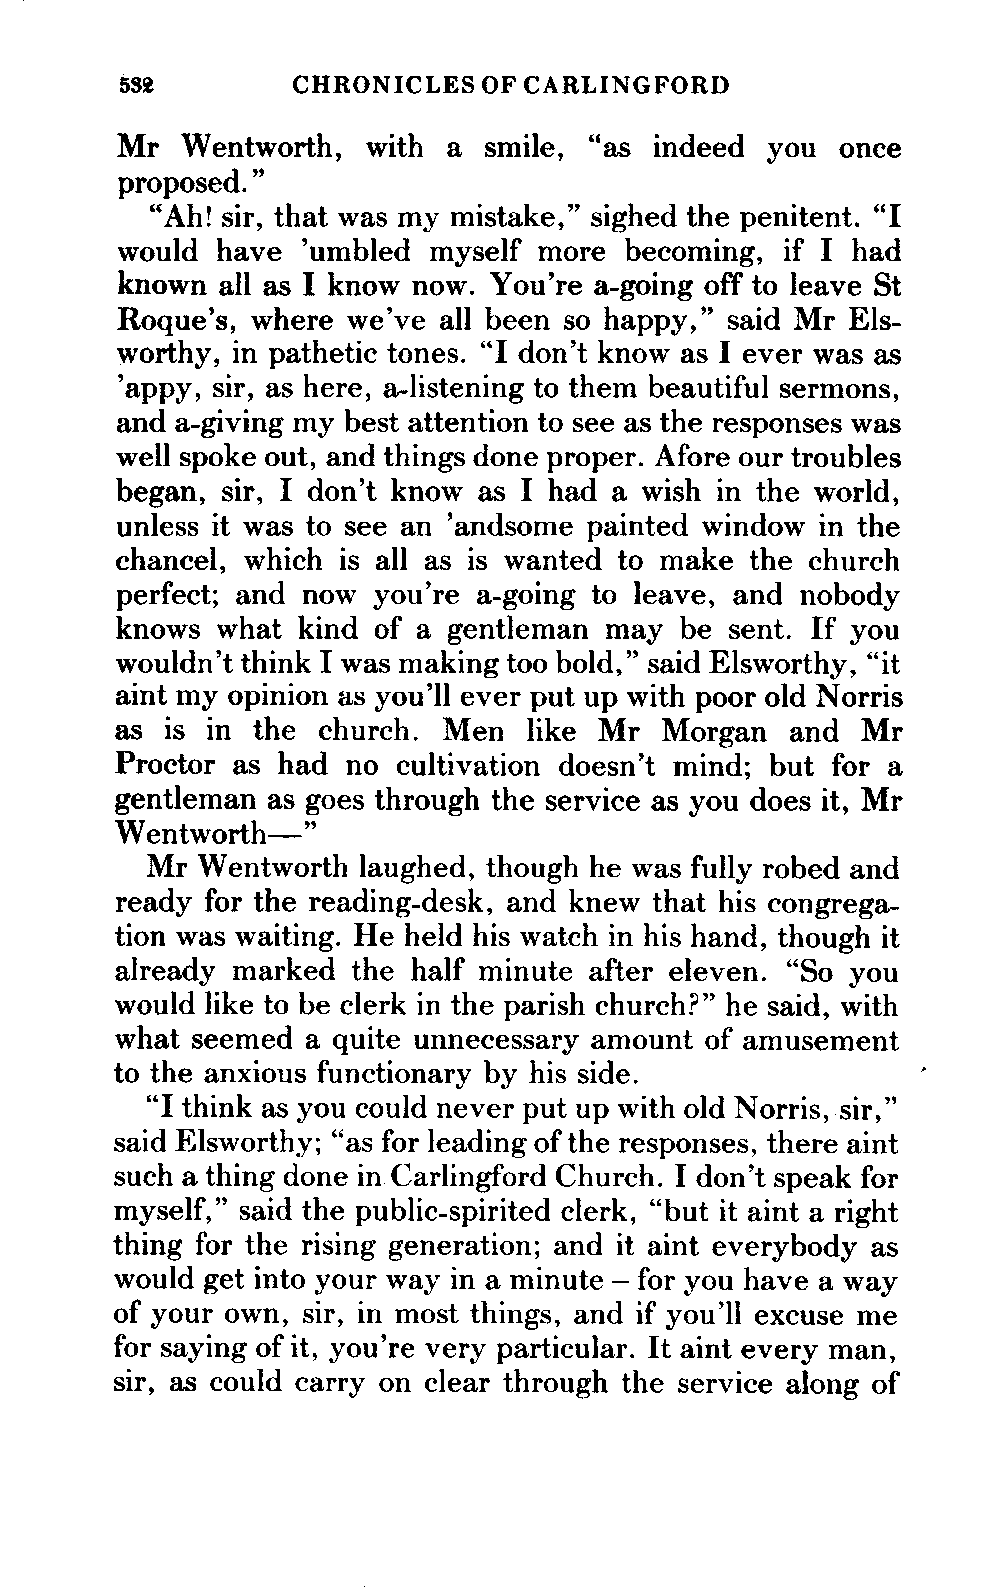 532 CHRONICLES OF CARLINGFORD
Mr Wentworth, with a smile, “as indeed you once
proposed.”
“Ah! sir, that was my mistake,” sighed the penitent. “I
would have ’umbled myself more becoming, if I had
known all as I know now. You’re a-going off to leave St
Roque’s, where we’ve all been so happy,” said Mr Els-
worthy, in pathetic tones. “I don’t know as I ever was as
’appy, sir, as here, a-listening to them beautiful sermons,
and a-giving my best attention to see as the responses was
well spoke out, and things done proper. Afore our troubles
began, sir, I don’t know as I had a wish in the world,
unless it was to see an ’andsome painted window in the
chancel, which is all as is wanted to make the church
perfect; and now you’re a-going to leave, and nobody
knows what kind of a gentleman may be sent. If you
wouldn’t think I was making too bold,” said Elsworthy, “it
aint my opinion as you’ll ever put up with poor old Norris
as is in the church. Men like Mr Morgan and Mr
Proctor as had no cultivation doesn’t mind; but for a
gentleman as goes through the service as you does it, Mr
Wentworth—”
Mr Wentworth laughed, though he was fully robed and
ready for the reading-desk, and knew that his congrega-
tion was waiting. He held his watch in his hand, though it
already marked the half minute after eleven. “So you
would like to be clerk in the parish church?” he said, with
what seemed a quite unnecessary amount of amusement
to the anxious functionary by his side.
“I think as you could never put up with old Norris, sir,”
said Elsworthy; “as for leading of the responses, there aint
such a thing done in Carlingford Church. I don’t speak for
myself,” said the public-spirited clerk, “but it aint a right
thing for the rising generation; and it aint everybody as
would get into your way in a minute – for you have a way
of your own, sir, in most things, and if you’ll excuse me
for saying of it, you’re very particular. It aint every man,
sir, as could carry on clear through the service along of